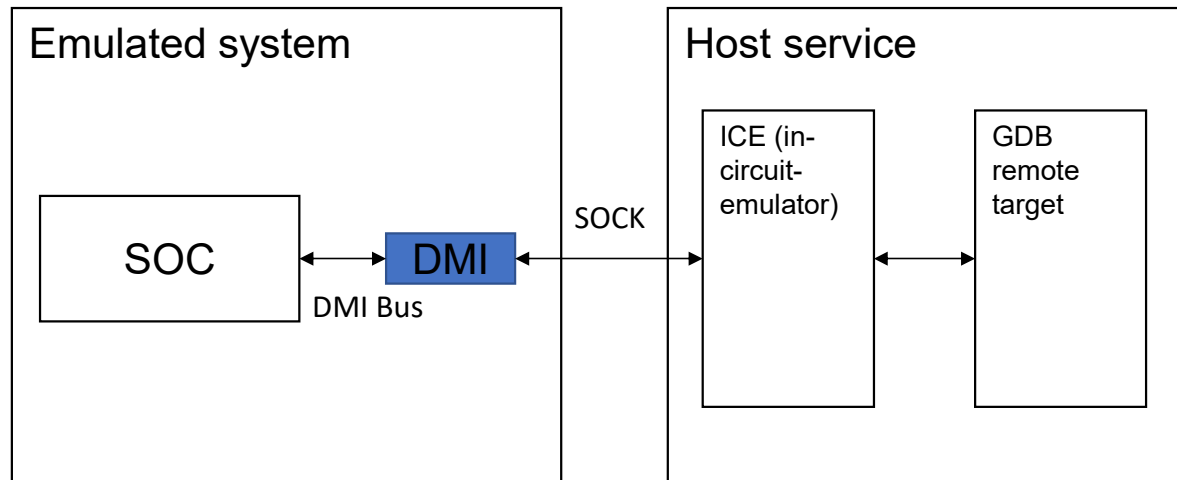 Emulated system
Host service
SOC
DMI Bus
DMI
SOCK
ICE (in-
circuit-
emulator)
GDB
remote
target